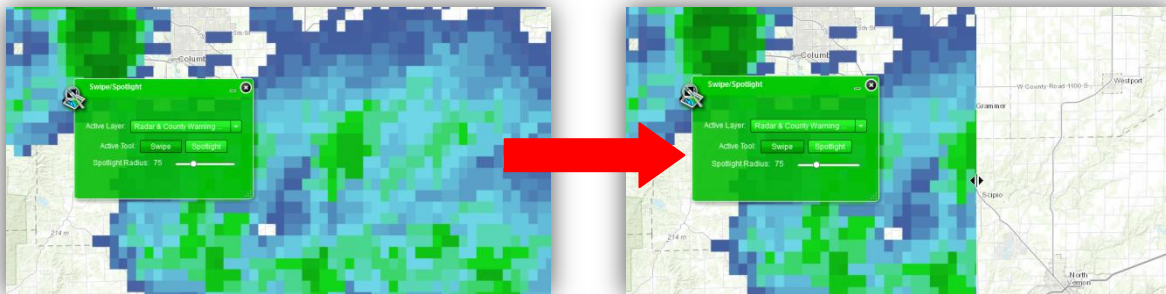 5th St
Columb
Swipe/Spotlight
Active Layer: Radar & County Warning ...
Active Tool: Swipe Spotlight
Spotlight Radius: 75
214 m
Columb
Swipe/Spotlight
Active Layer: Radar & County Warning ...
Active Tool: Swipe Spotlight
Spotlight Radius: 75
214 m
W County Road 1100 S
Westport
Grammer
Scipio
North
Vernon